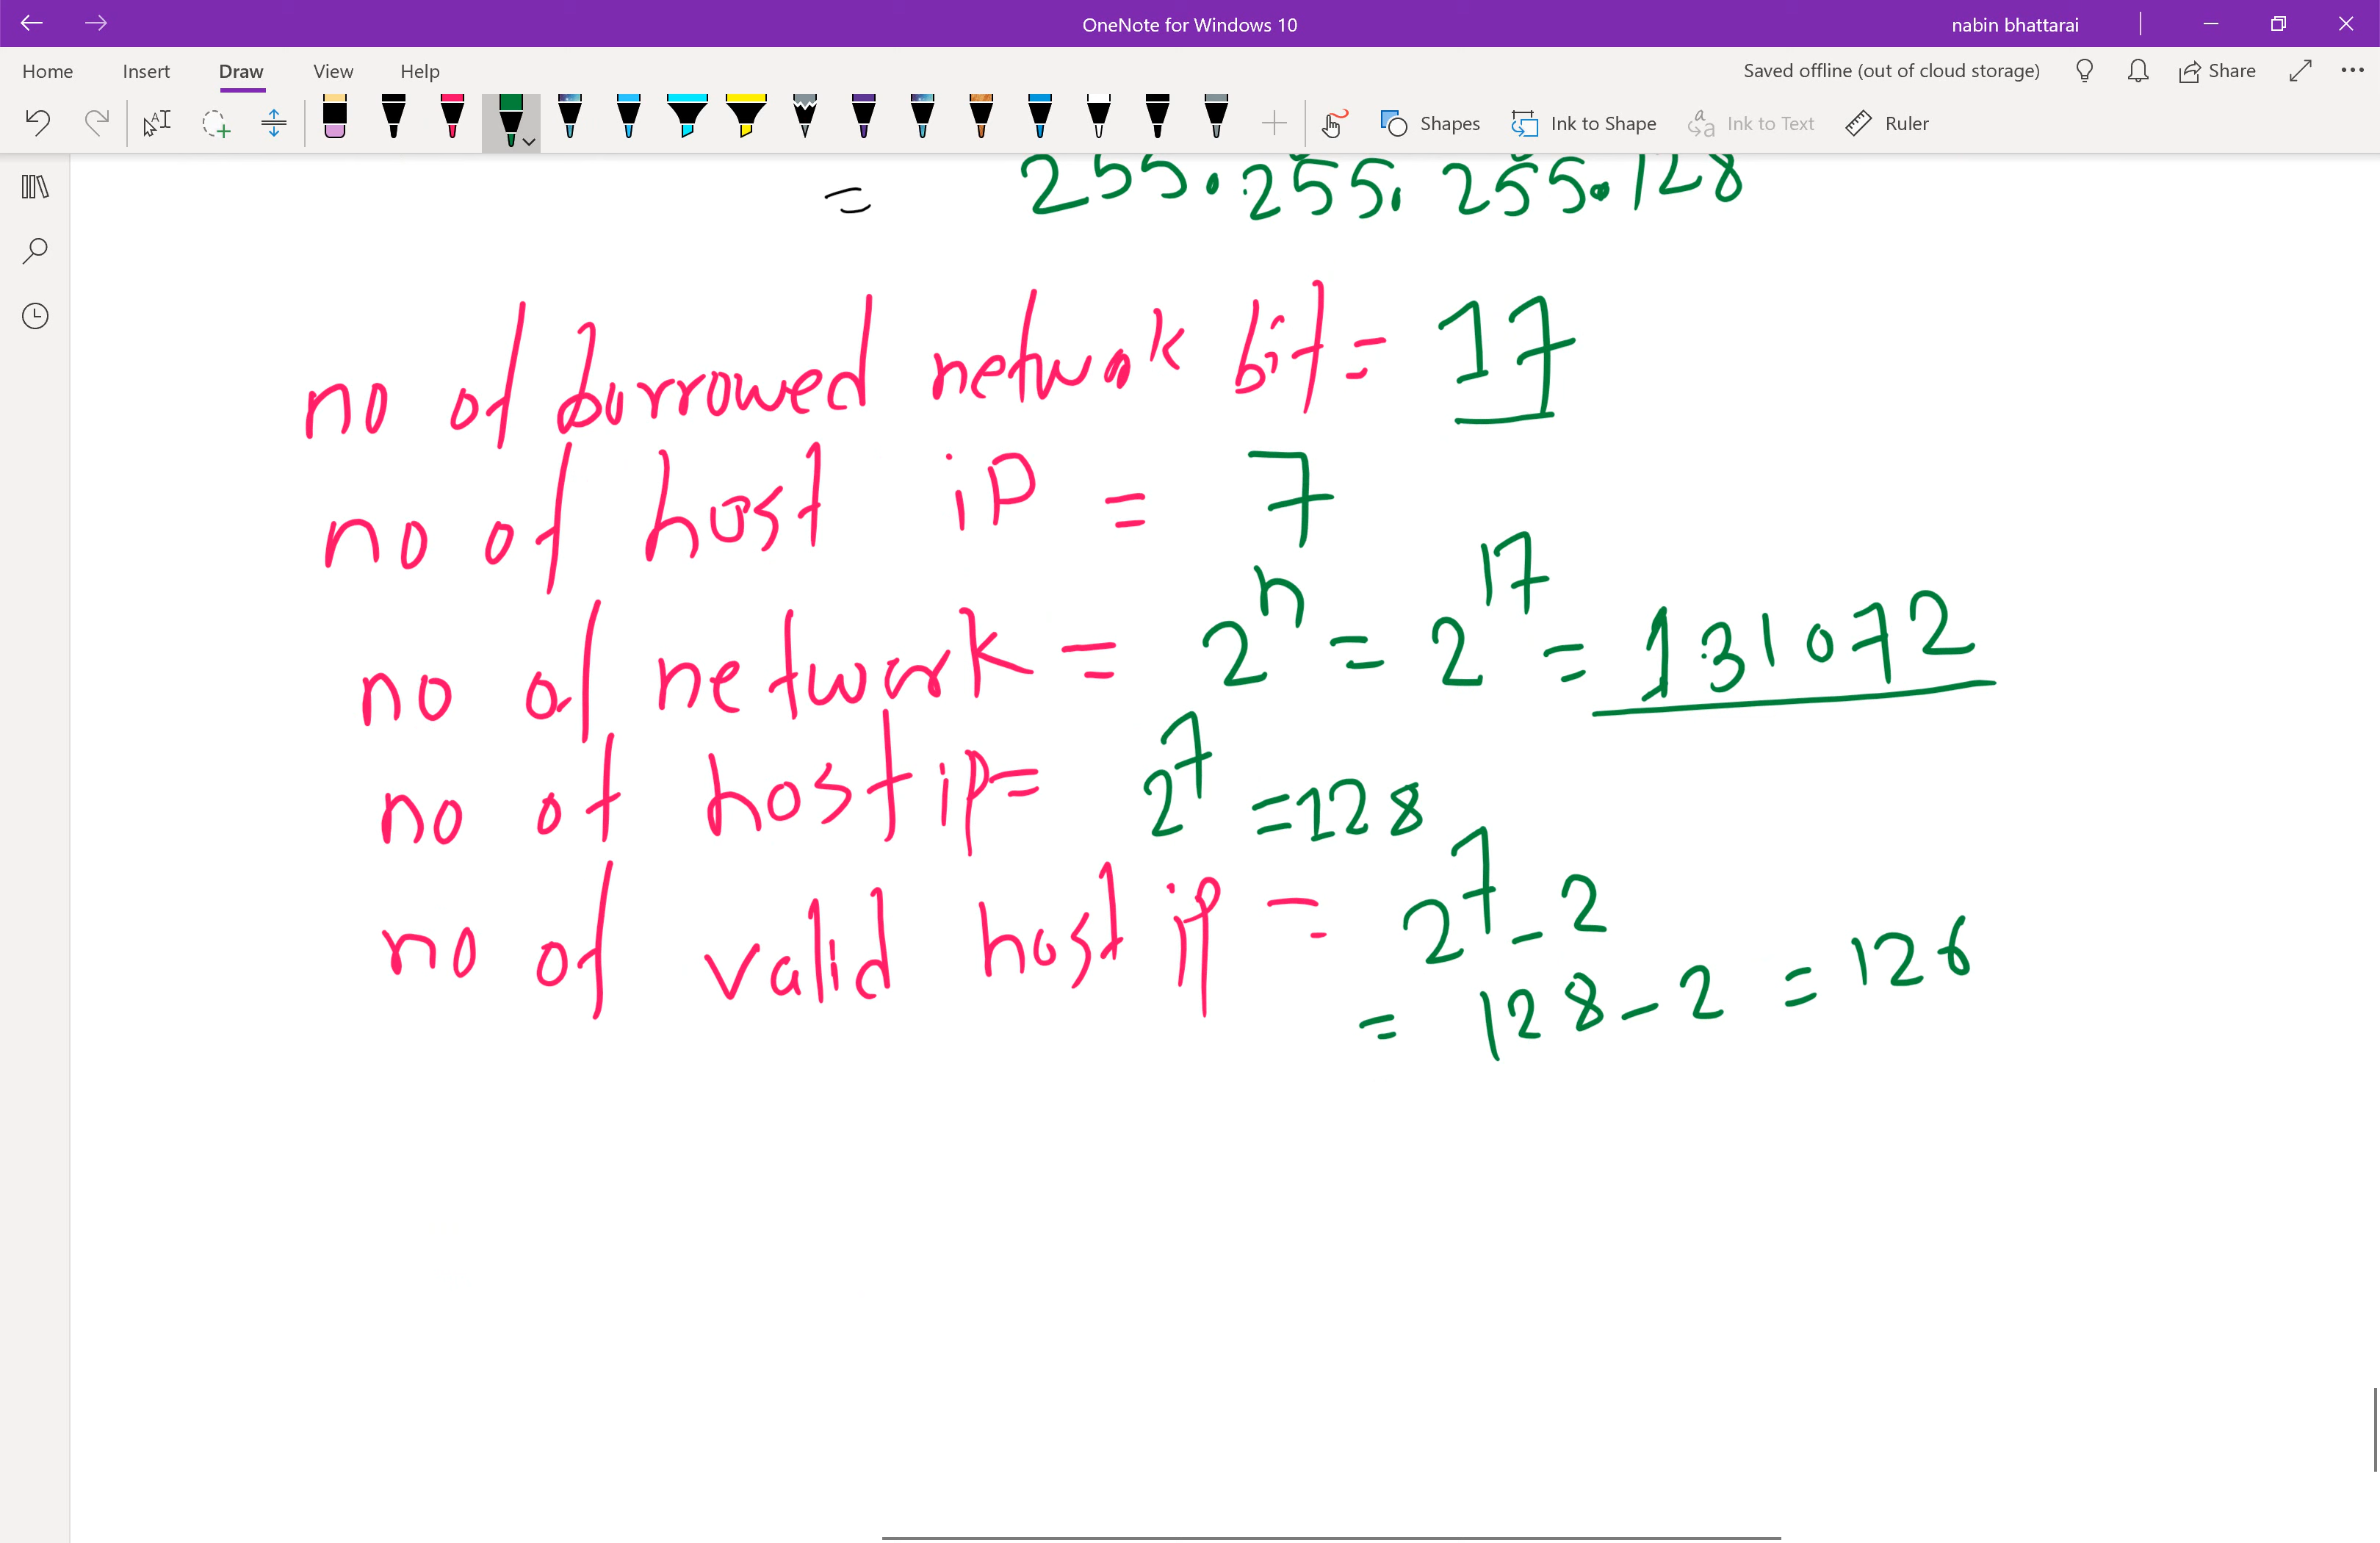 OneNote for Windows 10
nabin bhattarai
Home Insert Draw View Help
Saved offline (out of cloud storage)
Share
Shapes Ink to Shape Ink to Text Ruler
= 255.255.255.128
no of borrowed network bit = 17
no of host iP = 7
no of network = 2^n = 2^17 = 131072
no of host iP = 2^7 = 128
no of valid host ip = 2^7 - 2
= 128 - 2 = 126